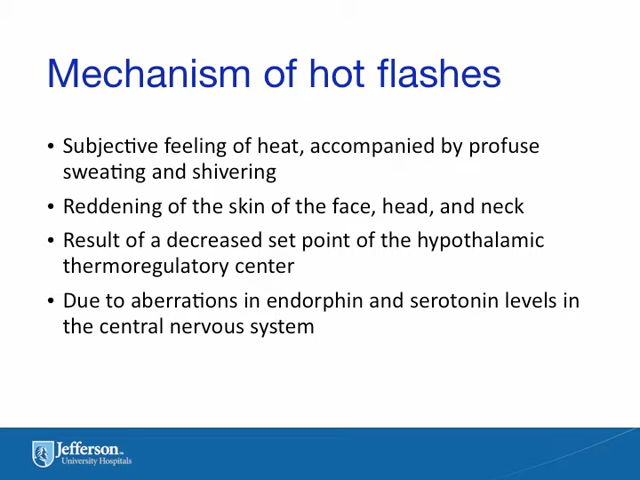 Mechanism of hot flashes
• Subjective feeling of heat, accompanied by profuse
sweating and shivering
• Reddening of the skin of the face, head, and neck
• Result of a decreased set point of the hypothalamic
thermoregulatory center
• Due to aberrations in endorphin and serotonin levels in
the central nervous system
Jefferson™
University Hospitals